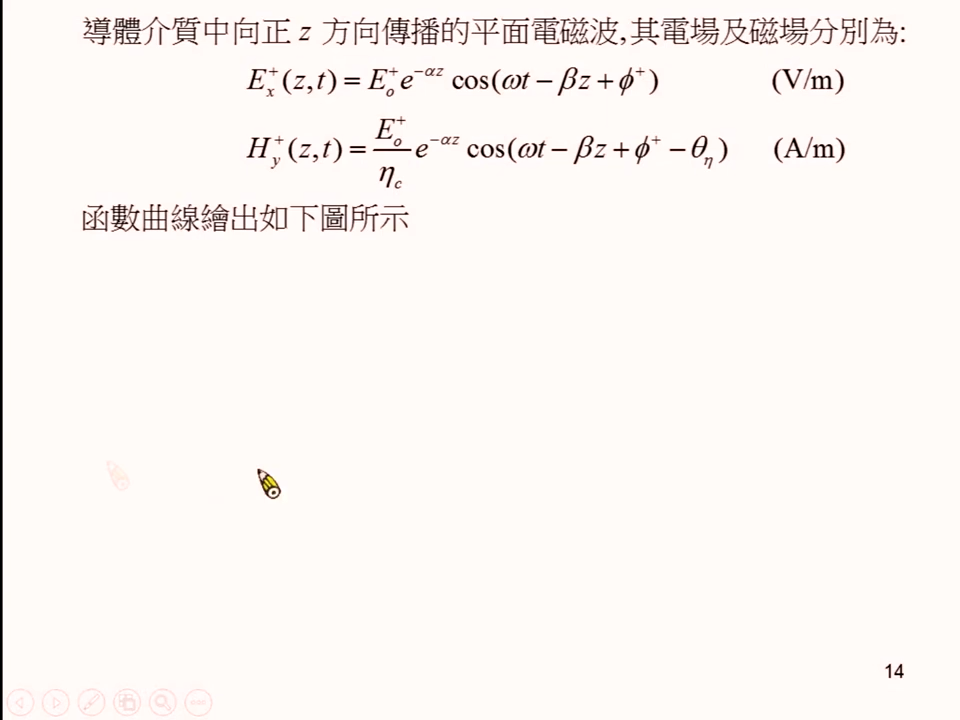 導體介質中向正 z 方向傳播的平面電磁波,其電場及磁場分別為:
E_x^+(z,t) = E_o^+ e^{-αz} cos(ωt − βz + ϕ^+) (V/m)
H_y^+(z,t) = \frac{E_o^+}{η_c} e^{-αz} cos(ωt − βz + ϕ^+ − θ_η) (A/m)
函數曲線繪出如下圖所示
14